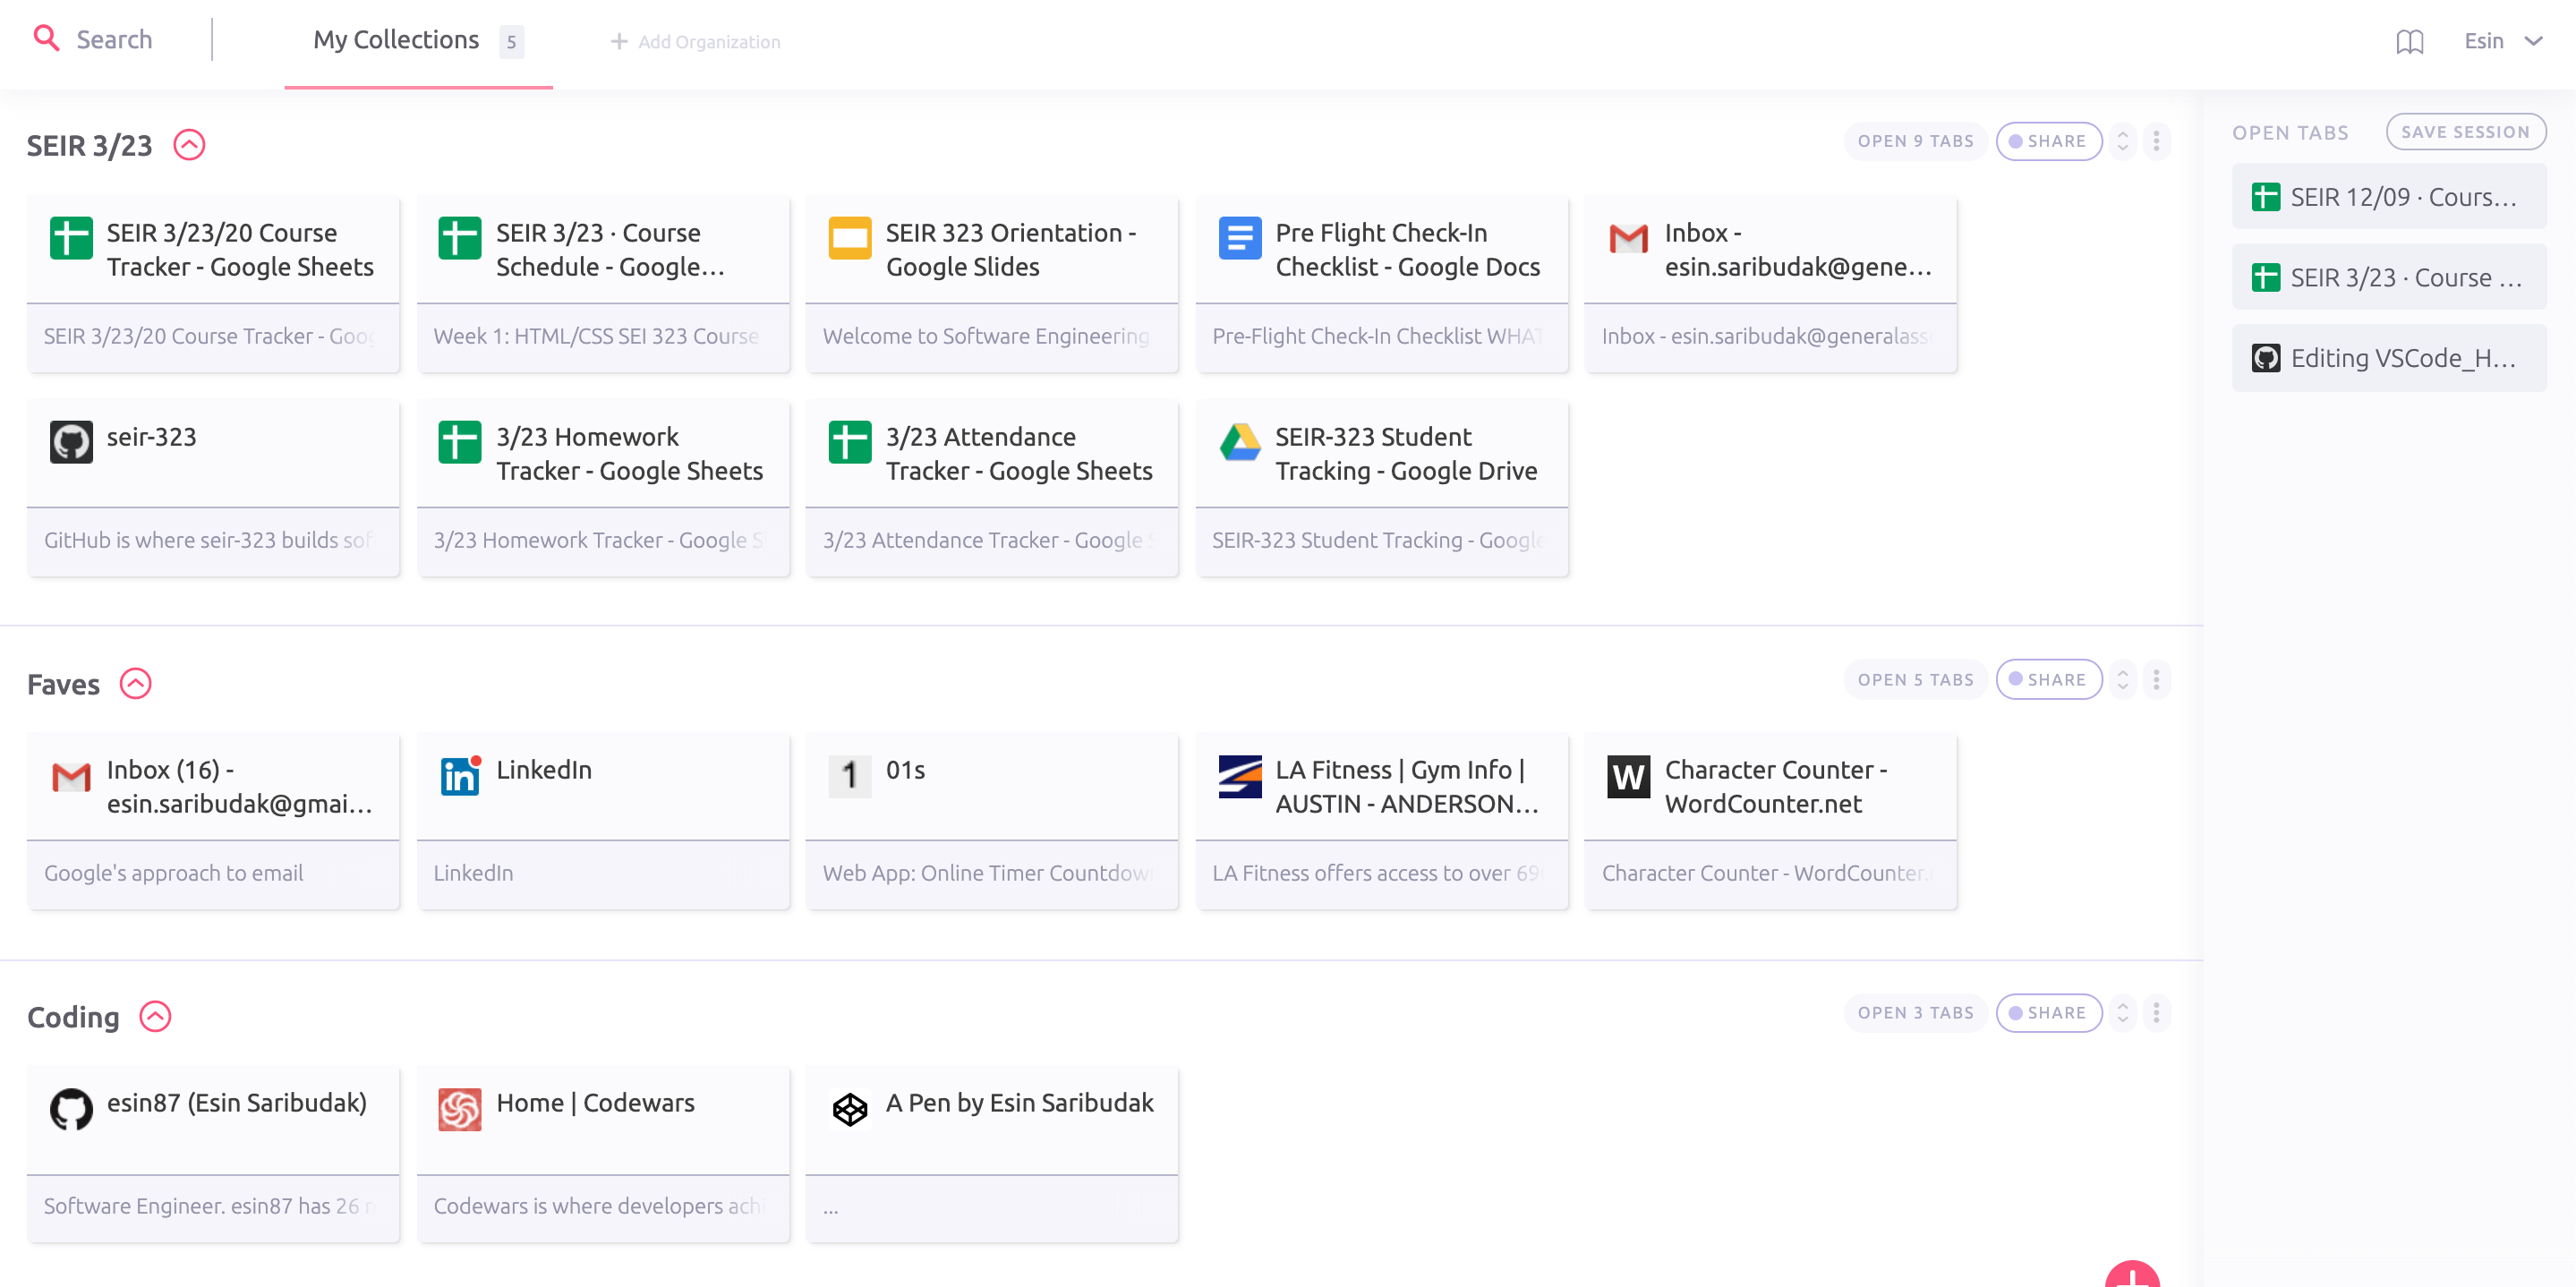 Search
My Collections 5
Add Organization
Esin
SEIR 3/23
OPEN 9 TABS
SHARE
SEIR 3/23/20 Course
Tracker - Google Sheets
SEIR 3/23/20 Course Tracker - Goog
SEIR 3/23 · Course
Schedule - Google...
Week 1: HTML/CSS SEI 323 Course
SEIR 323 Orientation -
Google Slides
Welcome to Software Engineering
Pre Flight Check-In
Checklist - Google Docs
Pre-Flight Check-In Checklist WHAT
Inbox -
esin.saribudak@gene...
Inbox - esin.saribudak@generalass
seir-323
GitHub is where seir-323 builds sof
3/23 Homework
Tracker - Google Sheets
3/23 Homework Tracker - Google S
3/23 Attendance
Tracker - Google Sheets
3/23 Attendance Tracker - Google S
SEIR-323 Student
Tracking - Google Drive
SEIR-323 Student Tracking - Google
Faves
OPEN 5 TABS
SHARE
Inbox (16) -
esin.saribudak@gmai...
Google's approach to email
in
LinkedIn
LinkedIn
1
01s
Web App: Online Timer Countdown
LA Fitness | Gym Info |
AUSTIN - ANDERSON...
LA Fitness offers access to over 69
W
Character Counter -
WordCounter.net
Character Counter - WordCounter.
Coding
OPEN 3 TABS
SHARE
esin87 (Esin Saribudak)
Software Engineer. esin87 has 26 r
Home | Codewars
Codewars is where developers achi
A Pen by Esin Saribudak
...
OPEN TABS
SAVE SESSION
SEIR 12/09 · Cours...
SEIR 3/23 · Course ...
Editing VSCode_H...